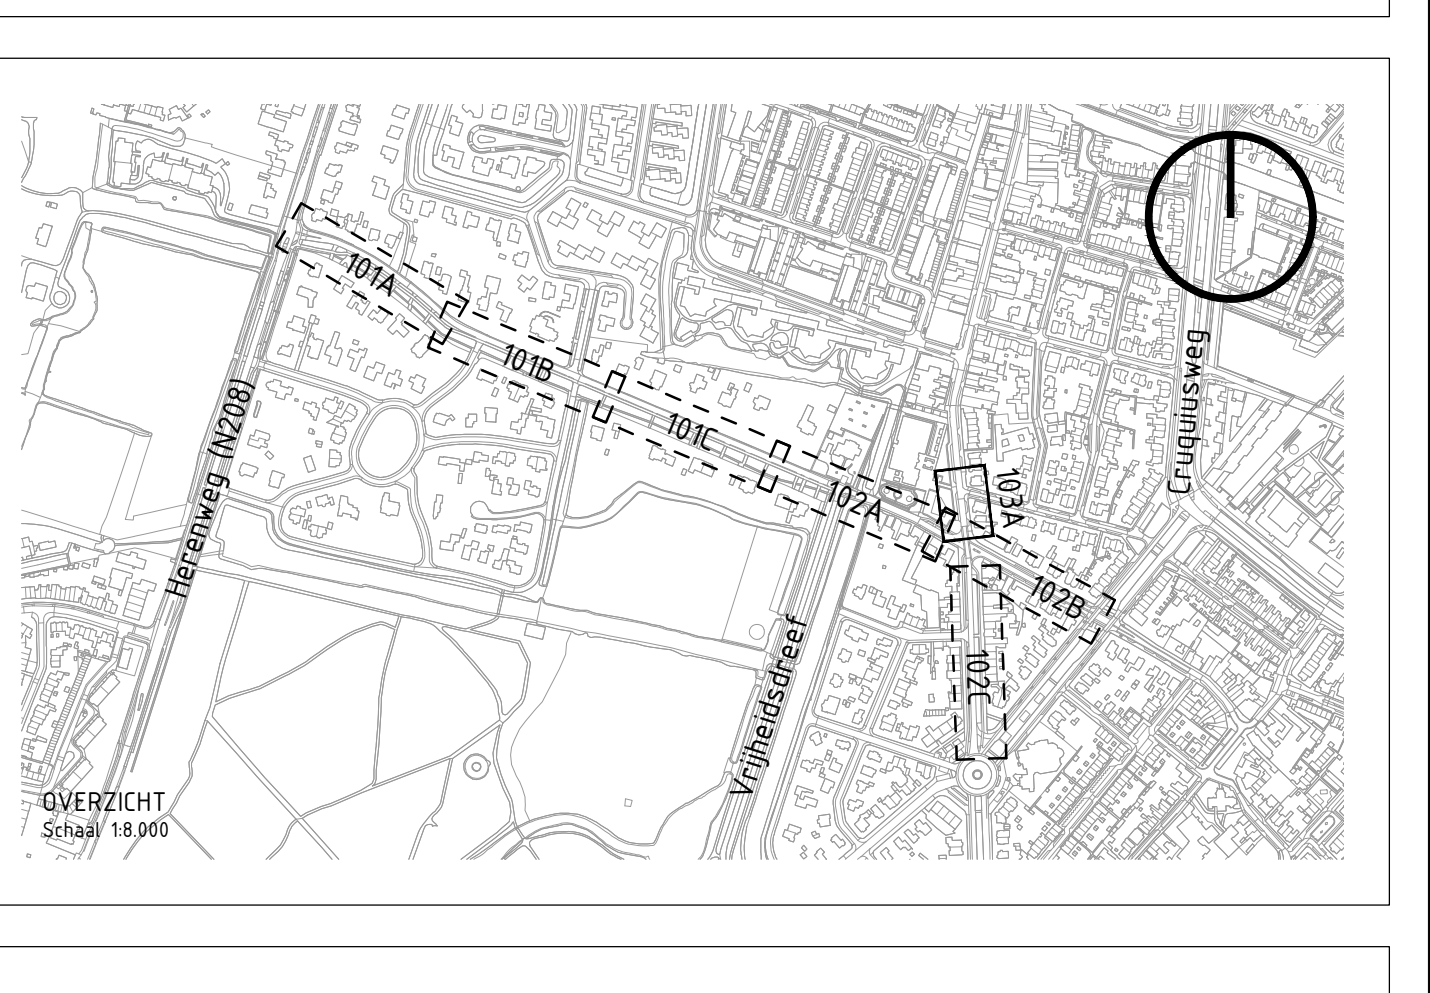 101A
101B
101C
102A
103A
102B
102C
Herenweg (N208)
Vrijheidsdreef
Cruquiusweg
OVERZICHT
Schaal 1:8.000